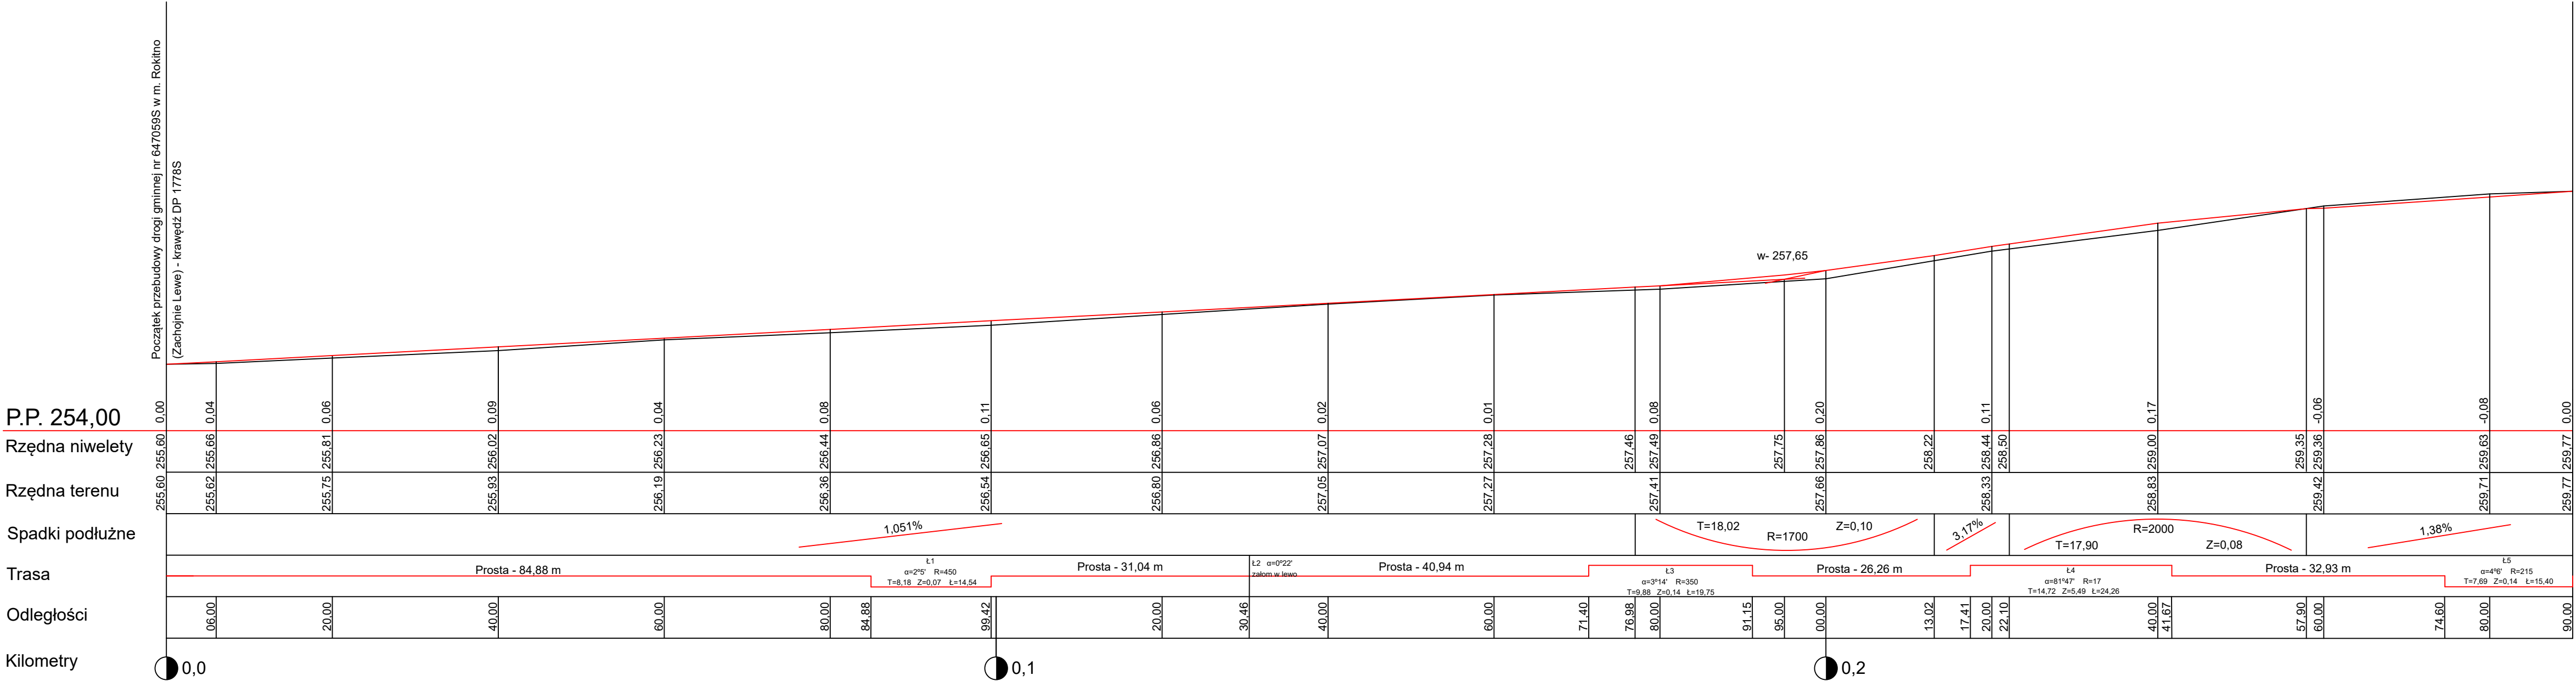 Początek przebudowy drogi gminnej nr 647059S w m. Rokitno
(Zachojnie Lewe) - krawędź DP 1778S
w- 257,65
P.P. 254,00
0,00 0,04 0,06 0,09 0,04 0,08 0,11 0,06 0,02 0,01 0,08 0,20 0,11 0,17 -0,06 -0,08 0,00
Rzędna niwelety
255,60 255,66 255,81 256,02 256,23 256,44 256,65 256,86 257,07 257,28 257,46 257,49 257,75 257,86 258,22 258,44 258,50 259,00 259,35 259,36 259,63 259,77
Rzędna terenu
255,60 255,62 255,75 255,93 256,19 256,36 256,54 256,80 257,05 257,27 257,41 257,66 258,33 258,83 259,42 259,71 259,77
Spadki podłużne
1,051%
T=18,02 Z=0,10
R=1700
3,17%
R=2000
T=17,90 Z=0,08
1,38%
Trasa
Prosta - 84,88 m
Ł1
α=2º5' R=450
T=8,18 Z=0,07 Ł=14,54
Prosta - 31,04 m
Ł2 α=0º22'
załom w lewo
Prosta - 40,94 m
Ł3
α=3º14' R=350
T=9,88 Z=0,14 Ł=19,75
Prosta - 26,26 m
Ł4
α=81º47' R=17
T=14,72 Z=5,49 Ł=24,26
Prosta - 32,93 m
Ł5
α=4º6' R=215
T=7,69 Z=0,14 Ł=15,40
Odległości
06,00 20,00 40,00 60,00 80,00 84,88 99,42 20,00 30,46 40,00 60,00 71,40 76,98 80,00 91,15 95,00 00,00 13,02 17,41 20,00 22,10 40,00 41,67 57,90 60,00 74,60 80,00 90,00
Kilometry
0,0 0,1 0,2